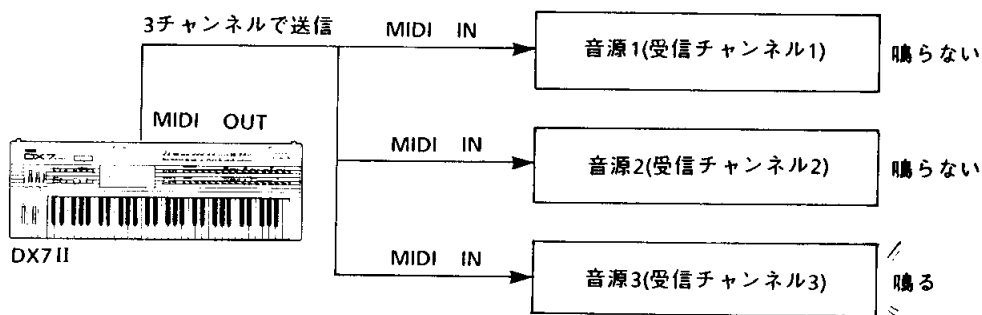 3チャンネルで送信
MIDI IN
音源1(受信チャンネル1)
鳴らない
MIDI OUT
MIDI IN
音源2(受信チャンネル2)
鳴らない
DX7II
MIDI IN
音源3(受信チャンネル3)
鳴る